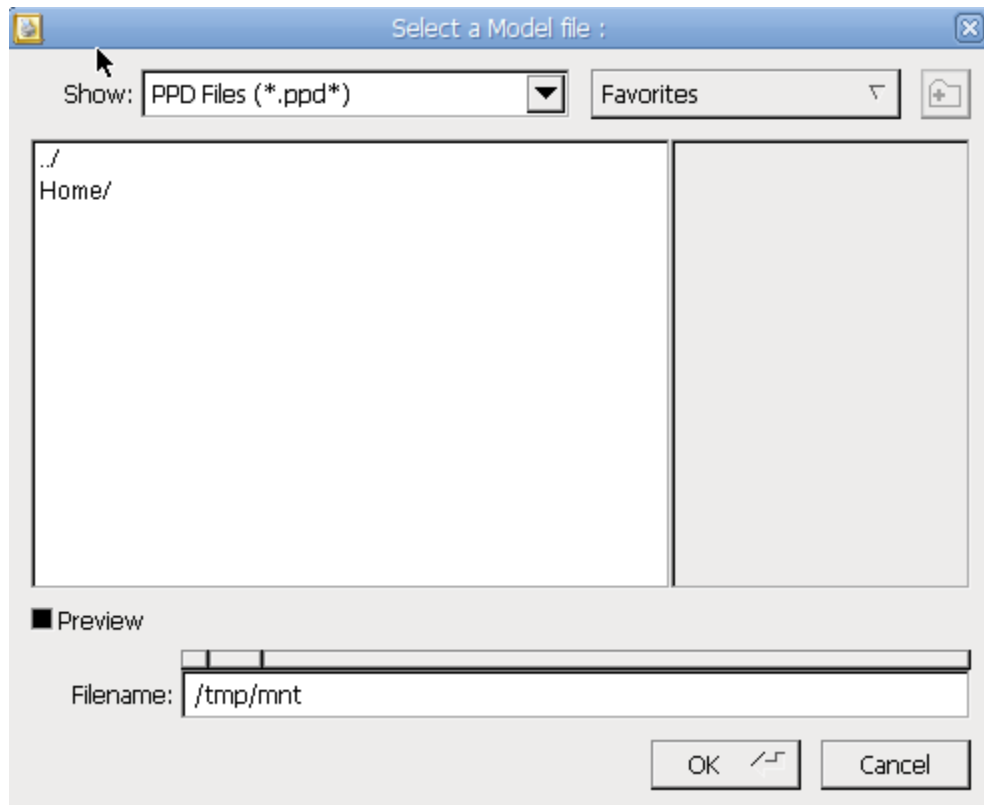 Select a Model file :
Show: PPD Files (*.ppd*) Favorites
../
Home/
Preview
Filename: /tmp/mnt
OK Cancel